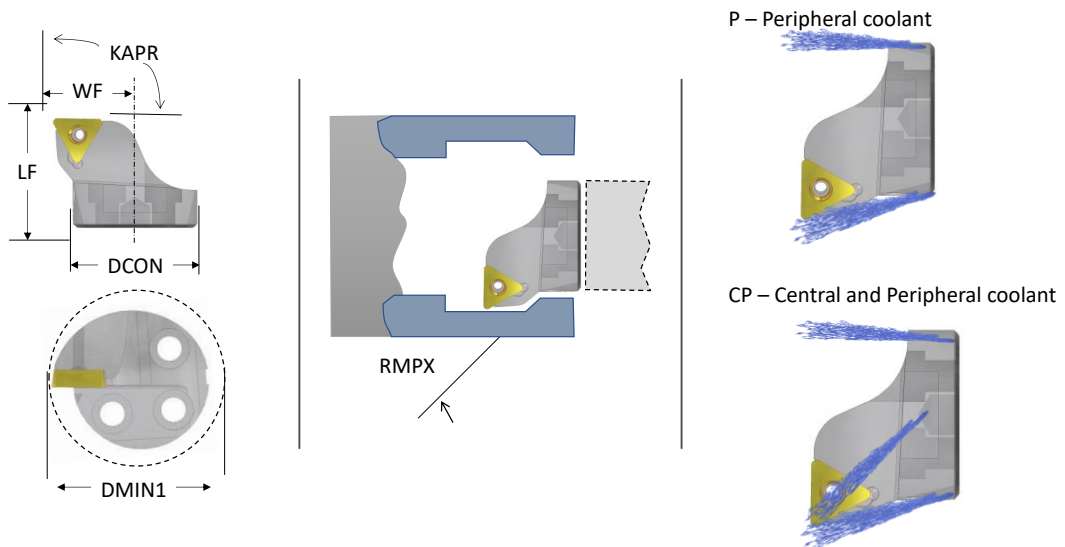 KAPR
WF
LF
DCON
DMIN1
RMPX
P – Peripheral coolant
CP – Central and Peripheral coolant